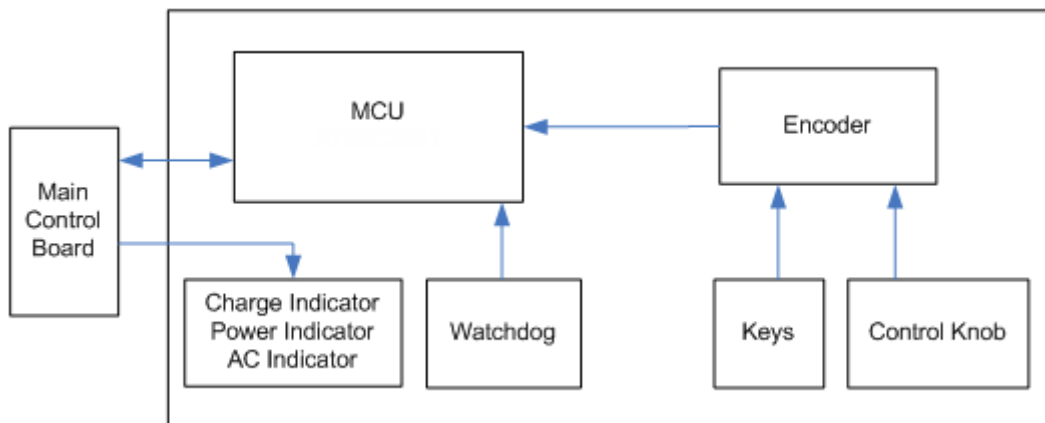 MCU
Encoder
Main
Control
Board
Charge Indicator
Power Indicator
AC Indicator
Watchdog
Keys
Control Knob